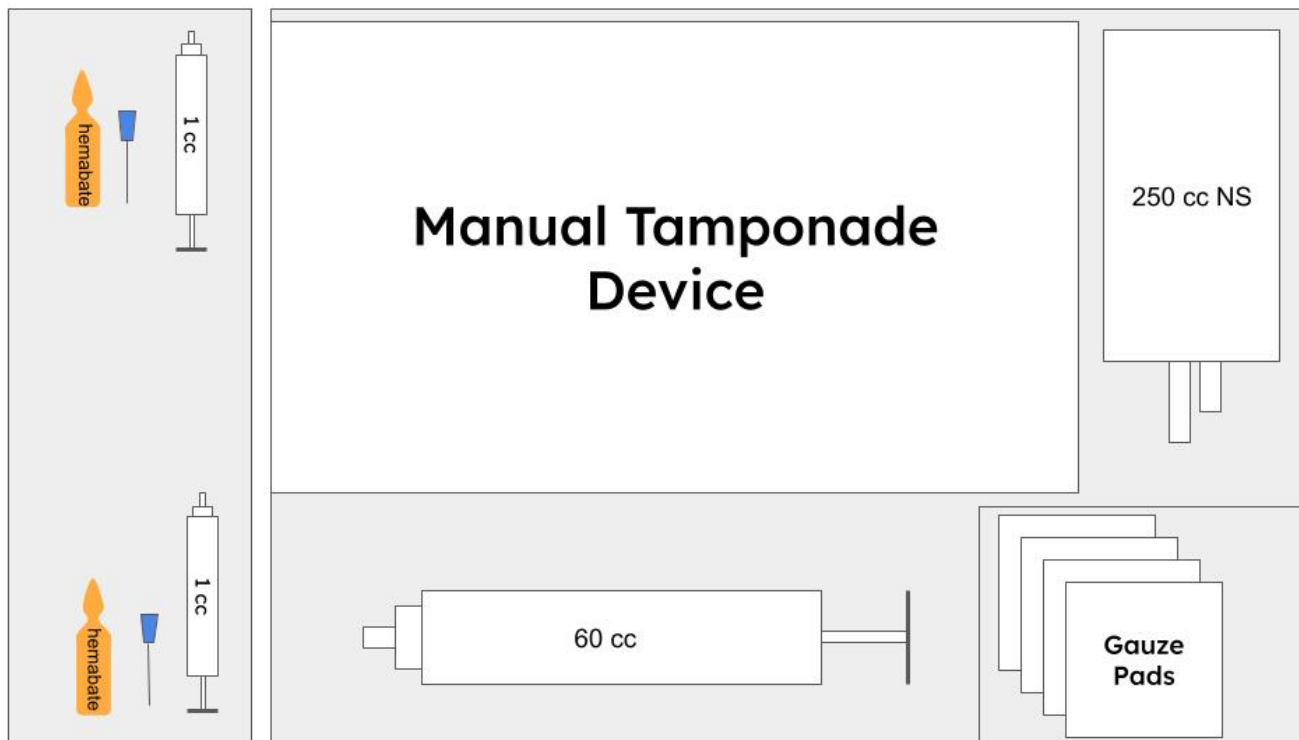 hemabate
1 cc
Manual Tamponade
Device
250 cc NS
hemabate
1 cc
60 cc
Gauze
Pads